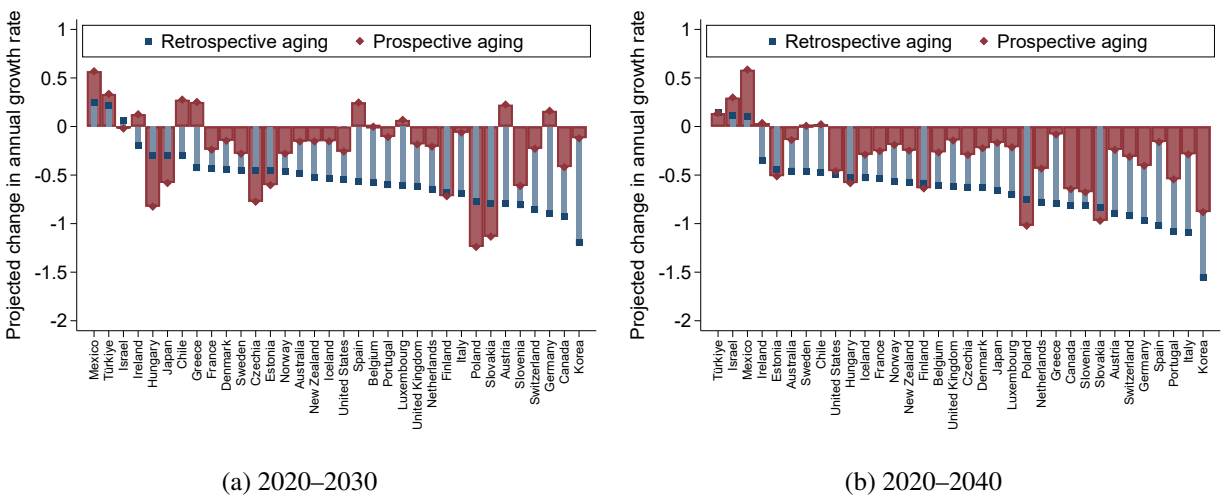 Projected change in annual growth rate
Retrospective aging
Prospective aging
1
0.5
0
-0.5
-1
-1.5
-2
Mexico
Türkiye
Israel
Ireland
Hungary
Japan
Chile
Greece
France
Denmark
Sweden
Czechia
Estonia
Norway
Australia
New Zealand
Iceland
United States
Spain
Belgium
Portugal
Luxembourg
United Kingdom
Netherlands
Finland
Italy
Poland
Slovakia
Austria
Slovenia
Switzerland
Germany
Canada
Korea
(a) 2020–2030
Projected change in annual growth rate
Retrospective aging
Prospective aging
1
0.5
0
-0.5
-1
-1.5
-2
Türkiye
Israel
Mexico
Ireland
Estonia
Australia
Sweden
Chile
United States
Hungary
Iceland
France
Norway
New Zealand
Finland
Belgium
United Kingdom
Czechia
Denmark
Japan
Luxembourg
Poland
Netherlands
Greece
Canada
Slovenia
Slovakia
Austria
Switzerland
Germany
Spain
Portugal
Italy
Korea
(b) 2020–2040